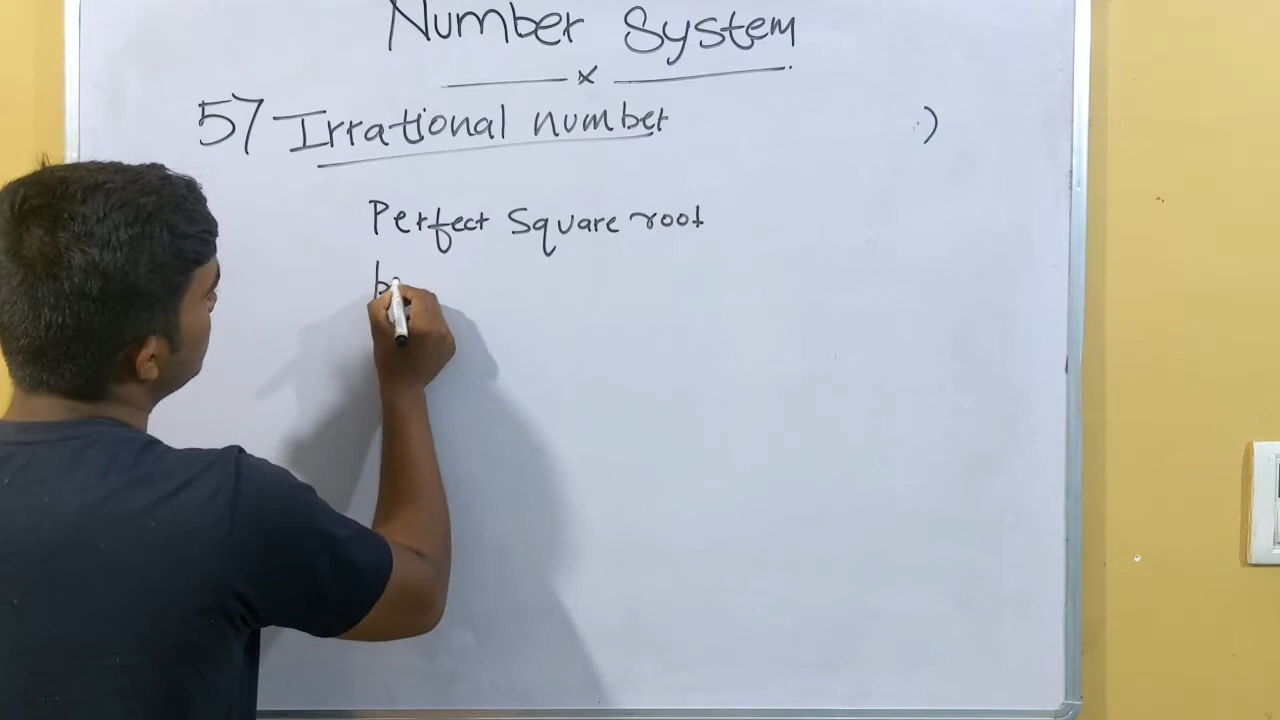 Number System
x
57 Irrational number )
Perfect Square root
b